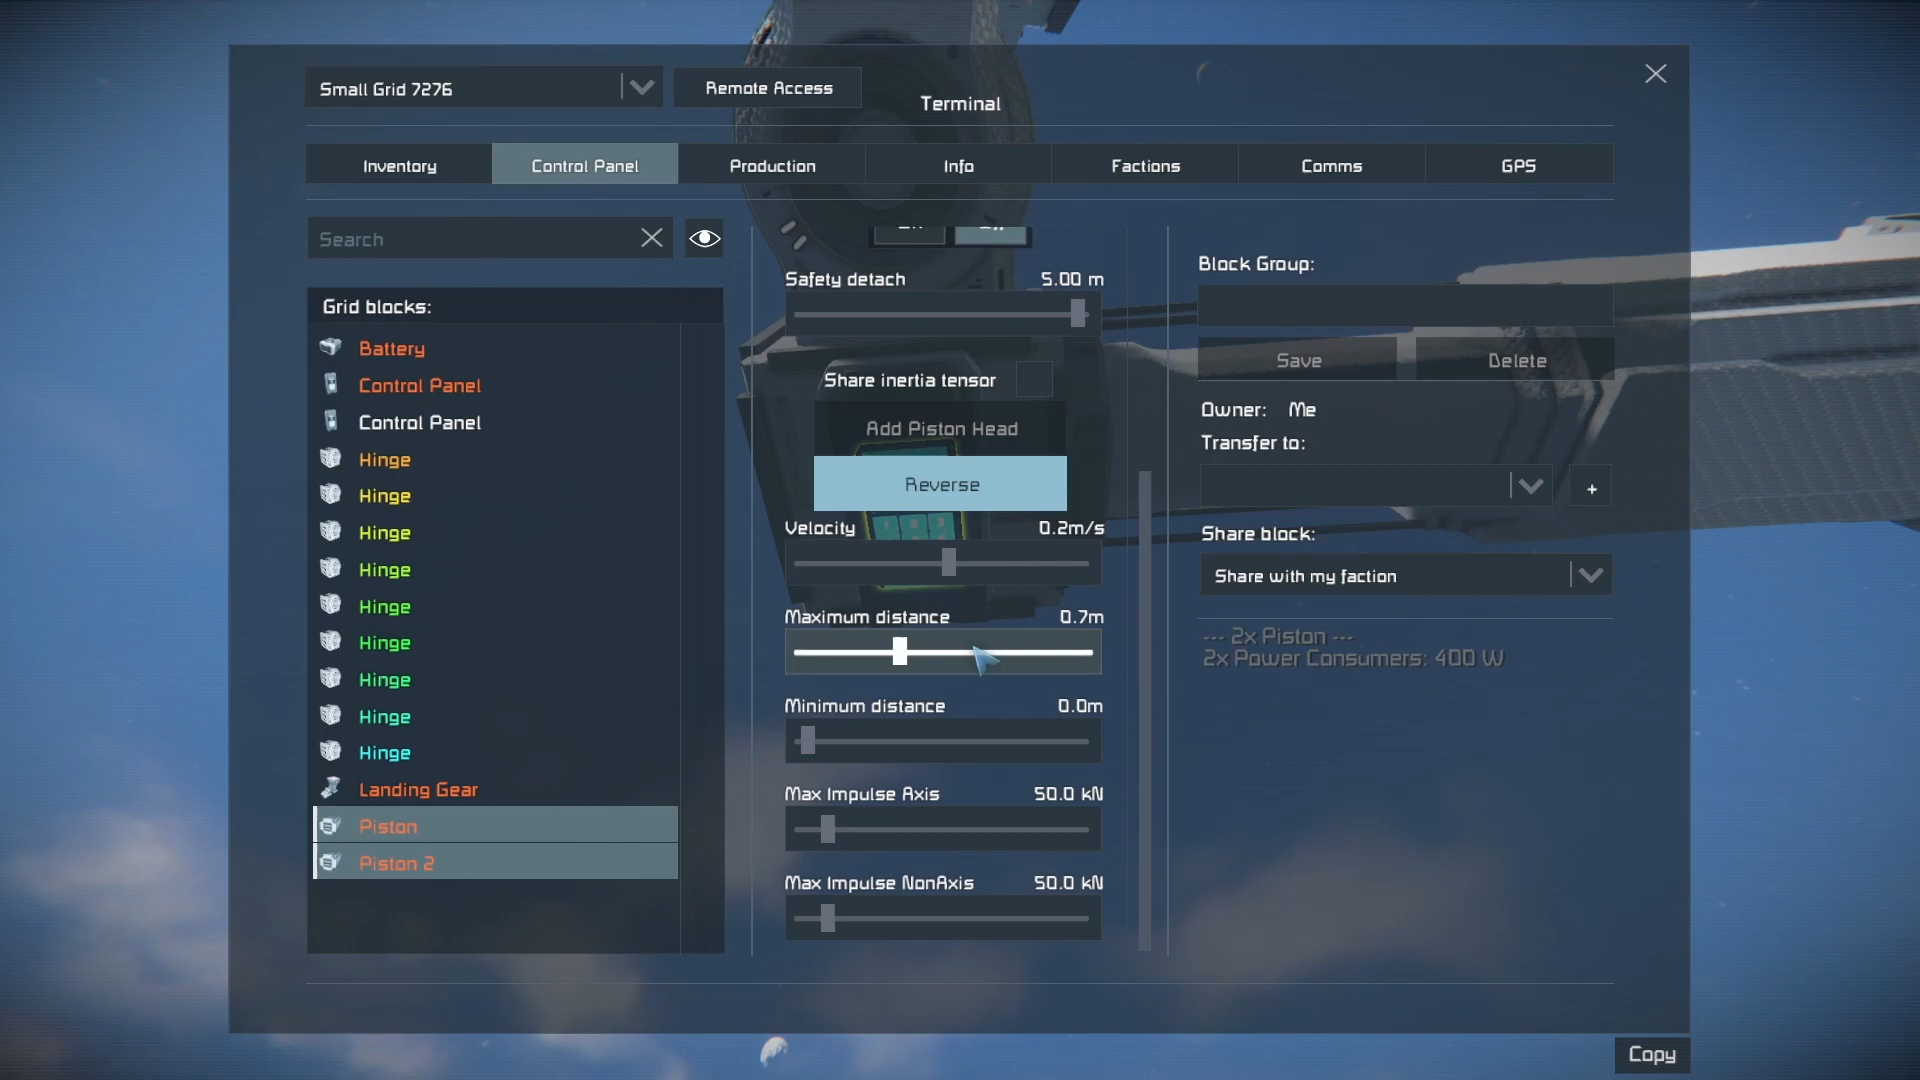 Small Grid 7276
Remote Access
Terminal
Inventory
Control Panel
Production
Info
Factions
Comms
GPS
Search
Grid blocks:
Battery
Control Panel
Control Panel
Hinge
Hinge
Hinge
Hinge
Hinge
Hinge
Hinge
Hinge
Hinge
Landing Gear
Piston
Piston 2
Safety detach 5.00 m
Share inertia tensor
Add Piston Head
Reverse
Velocity 0.2m/s
Maximum distance 0.7m
Minimum distance 0.0m
Max Impulse Axis 50.0 kN
Max Impulse NonAxis 50.0 kN
Block Group:
Save
Delete
Owner: Me
Transfer to:
+
Share block:
Share with my faction
--- 2x Piston ---
2x Power Consumers: 400 W
Copy